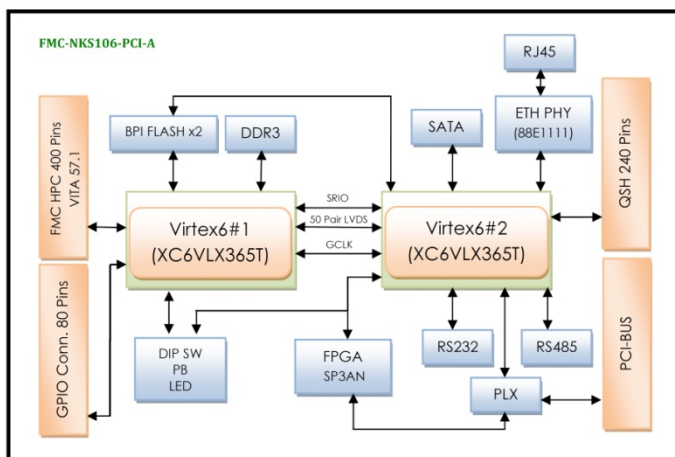 FMC-NKS106-PCI-A
RJ45
BPI FLASH x2
DDR3
SATA
ETH PHY
(88E1111)
FMC HPC 400 Pins
VITA 57.1
QSH 240 Pins
SRIO
50 Pair LVDS
GCLK
Virtex6#1
(XC6VLX365T)
Virtex6#2
(XC6VLX365T)
GPIO Conn. 80 Pins
DIP SW
PB
LED
FPGA
SP3AN
RS232
RS485
PLX
PCI-BUS